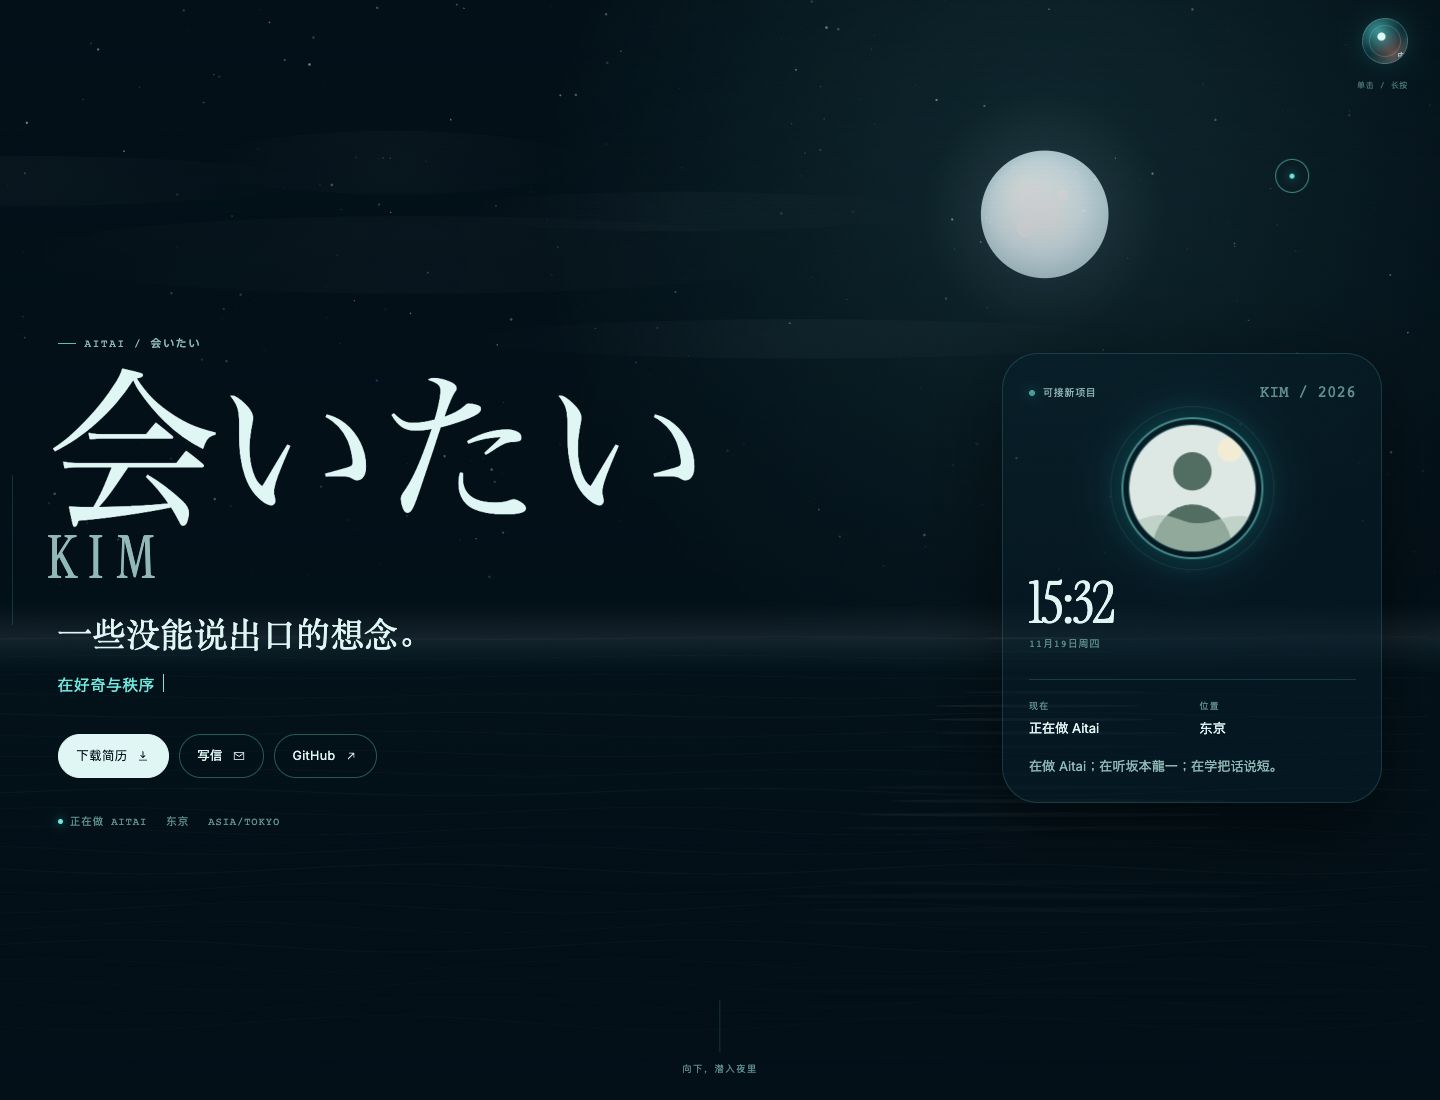 单击 / 长按
AITAI / 会いたい
会いたい
KIM
一些没能说出口的想念。
在好奇与秩序
下载简历
写信
GitHub
正在做 AITAI 东京 ASIA/TOKYO
可接新项目
KIM / 2026
15:32
11月19日周四
现在
位置
正在做 Aitai
东京
在做 Aitai；在听坂本龍一；在学把话说短。
向下，潜入夜里